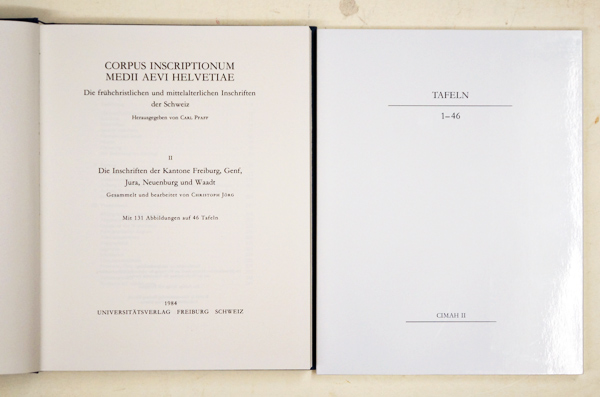 CORPUS INSCRIPTIONUM
MEDII AEVI HELVETIAE
Die frühchristlichen und mittelalterlichen Inschriften
der Schweiz
Herausgegeben von CARL PFAFF
II
Die Inschriften der Kantone Freiburg, Genf,
Jura, Neuenburg und Waadt
Gesammelt und bearbeitet von CHRISTOPH JÖRG
Mit 131 Abbildungen auf 46 Tafeln
1984
UNIVERSITÄTSVERLAG FREIBURG SCHWEIZ
TAFELN
1–46
CIMAH II